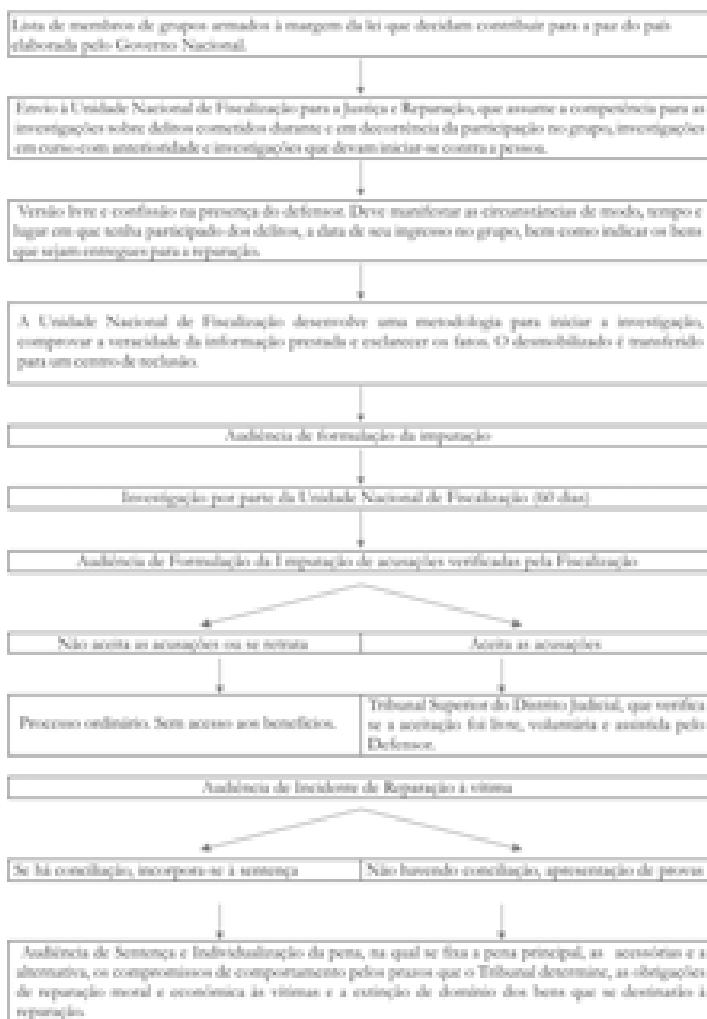 Lista de membros de grupos armados à margem da lei que decidam contribuir para a paz do país
elaborada pelo Governo Nacional.
Envio à Unidade Nacional de Fiscalização para a Justiça e Reparação, que assume a competência para as
investigações sobre delitos cometidos durante e em decorrência da participação no grupo, investigações
em curso com anterioridade e investigações que devam iniciar-se contra a pessoa.
Versão livre e confissão na presença do defensor. Deve manifestar as circunstâncias de modo, tempo e
lugar em que tenha participado dos delitos, a data de seu ingresso no grupo, bem como indicar os bens
que sejam entregues para a reparação.
A Unidade Nacional de Fiscalização desenvolve uma metodologia para iniciar a investigação,
comprovar a veracidade da informação prestada e esclarecer os fatos. O desmobilizado é transferido
para um centro de reclusão.
Audiência de formulação da imputação
Investigação por parte da Unidade Nacional de Fiscalização (60 dias)
Audiência de Formulação da I mputação de acusações verificadas pela Fiscalização
Não aceita as acusações ou se retrata
Aceita as acusações
Processo ordinário. Sem acesso aos benefícios.
Tribunal Superior do Distrito Judicial, que verifica
se a aceitação foi livre, voluntária e assistida pelo
Defensor.
Audiência de Incidente de Reparação à vítima
Se há conciliação, incorpora-se à sentença
Não havendo conciliação, apresentação de provas
Audiência de Sentença e Individualização da pena, na qual se fixa a pena principal, as acessórias e a
alternativa, os compromissos de comportamento pelos prazos que o Tribunal determine, as obrigações
de reparação moral e econômica às vítimas e a extinção de domínio dos bens que se destinarão à
reparação.